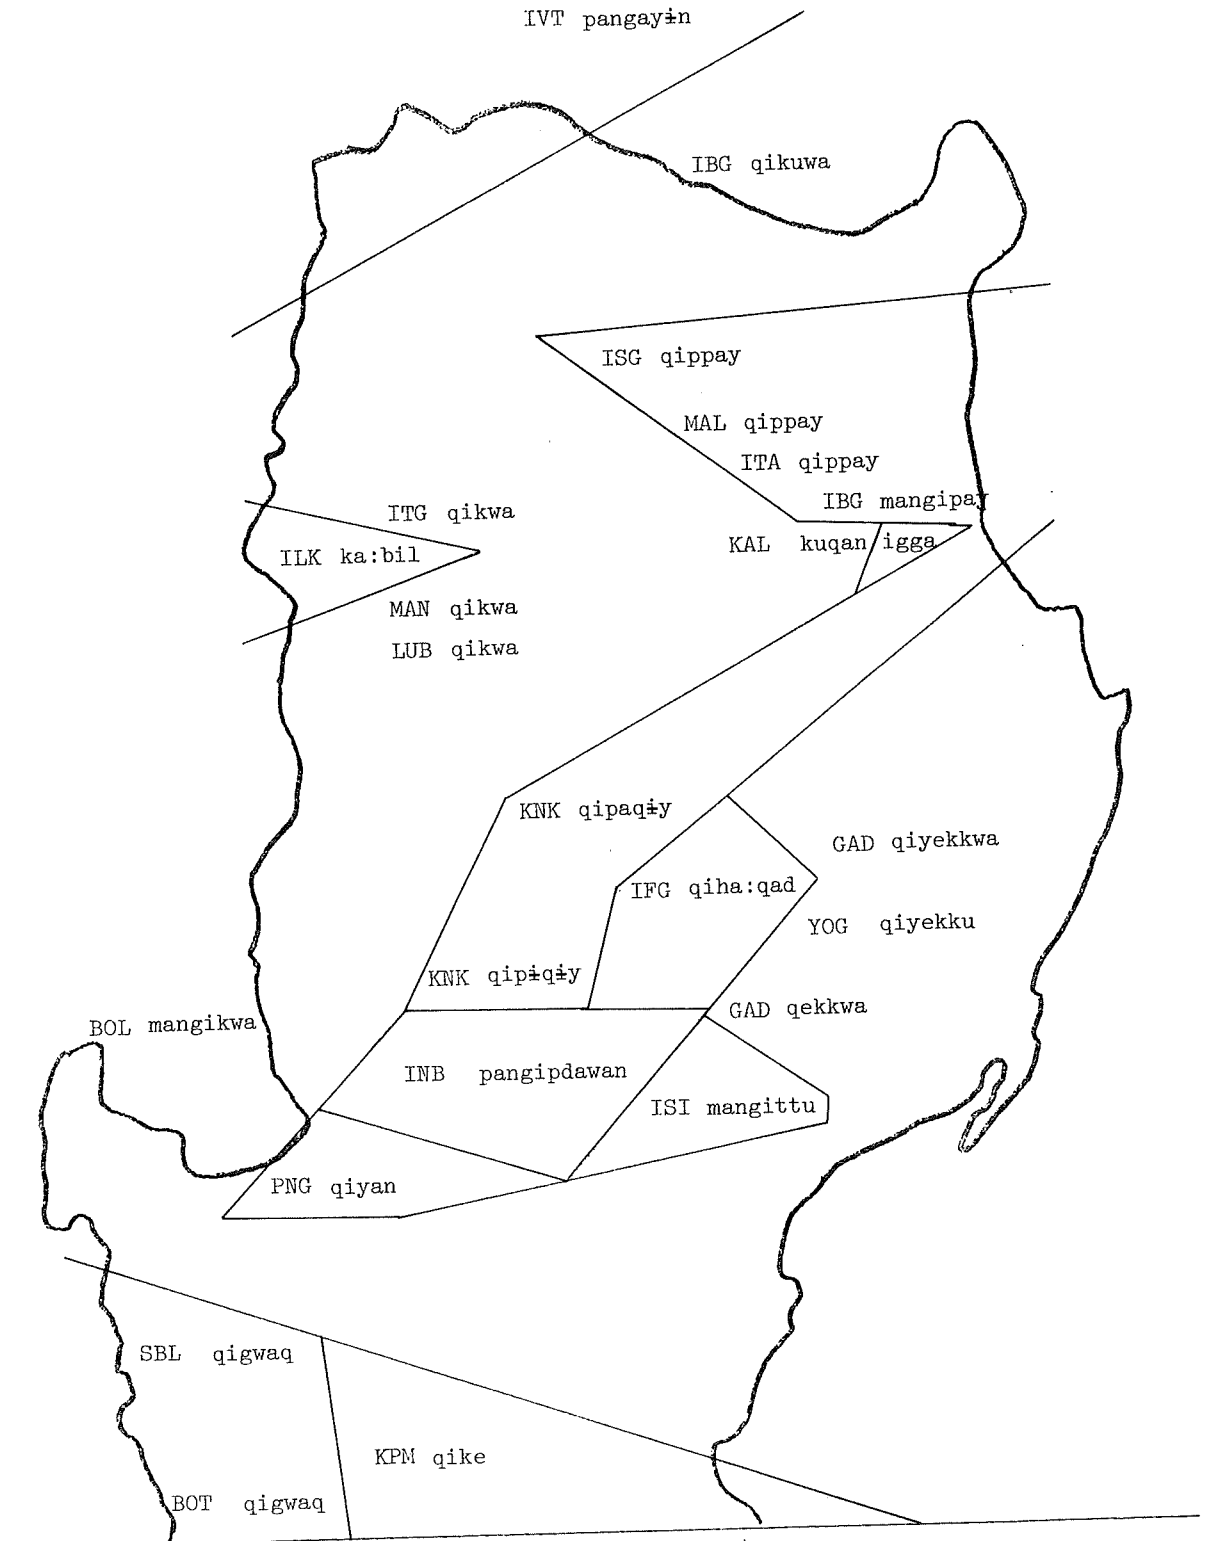 IVT pangayɨn
IBG qikuwa
ISG qippay
MAL qippay
ITA qippay
IBG mangipay
ITG qikwa
KAL kuqan igga
ILK ka:bil
MAN qikwa
LUB qikwa
KNK qipaqɨy
GAD qiyekkwa
IFG qiha:qad
YOG qiyekku
KNK qipɨqɨy
GAD qekkwa
BOL mangikwa
INB pangipdawan
ISI mangittu
PNG qiyan
SBL qigwaq
KPM qike
BOT qigwaq